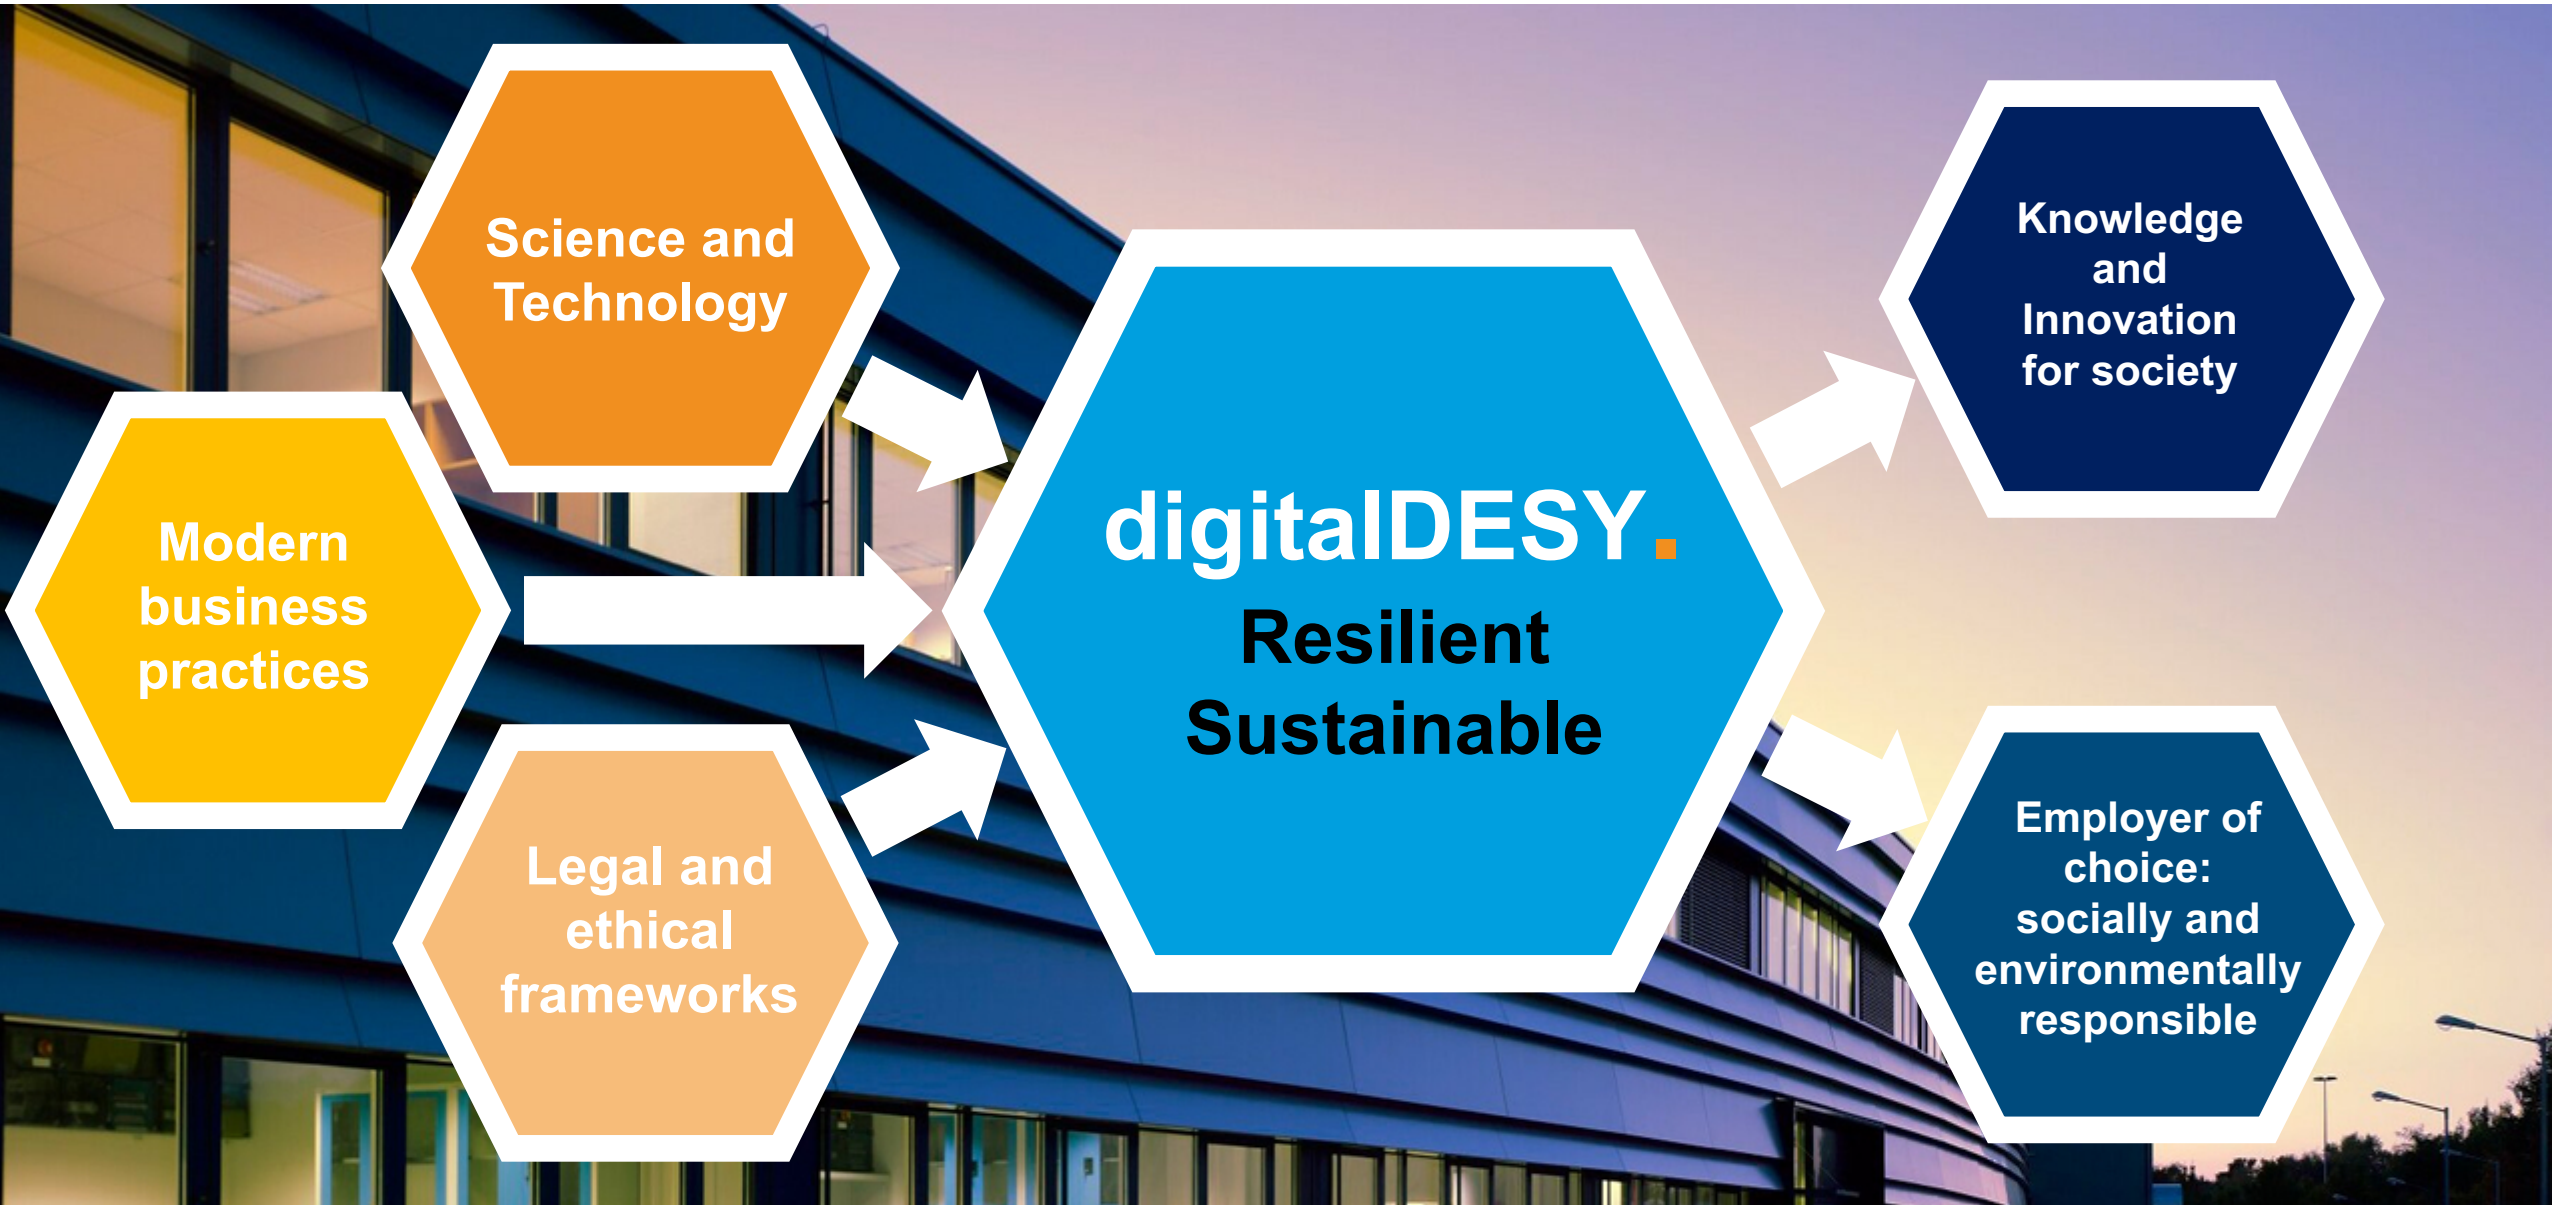 Science and
Technology
Modern
business
practices
Legal and
ethical
frameworks
digitalDESY.
Resilient
Sustainable
Knowledge
and
Innovation
for society
Employer of
choice:
socially and
environmentally
responsible